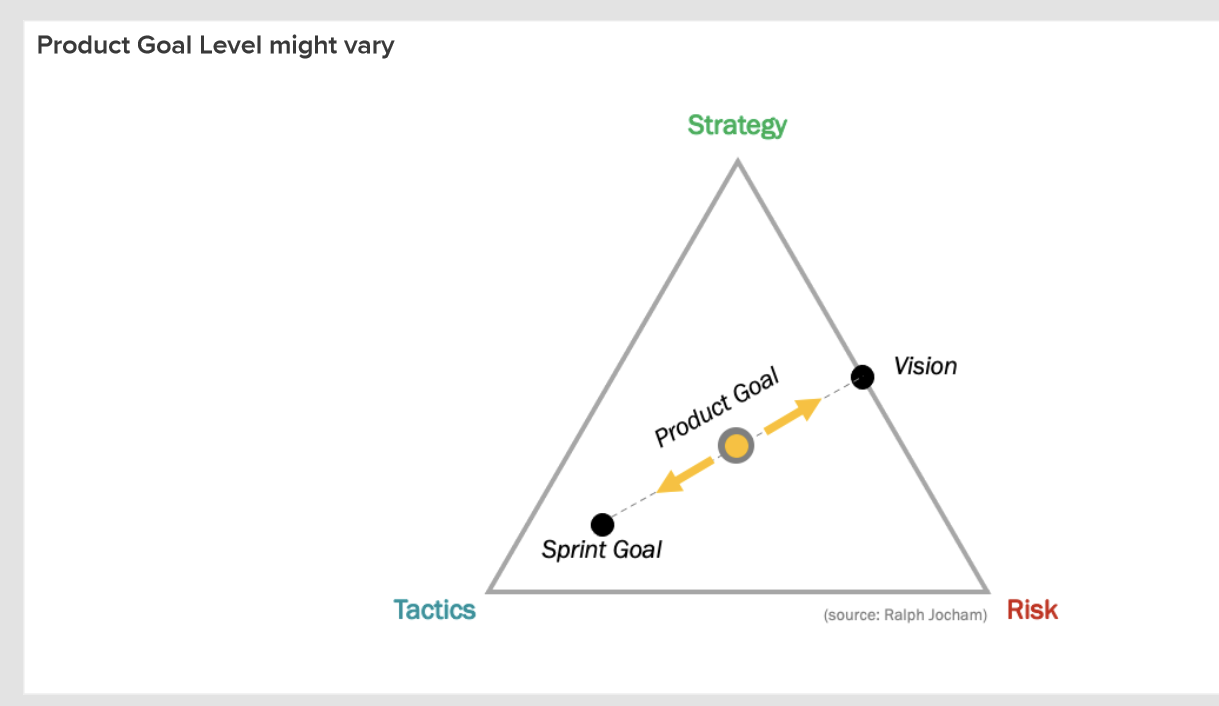 Product Goal Level might vary
Strategy
Vision
Product Goal
Sprint Goal
Tactics
(source: Ralph Jocham)
Risk